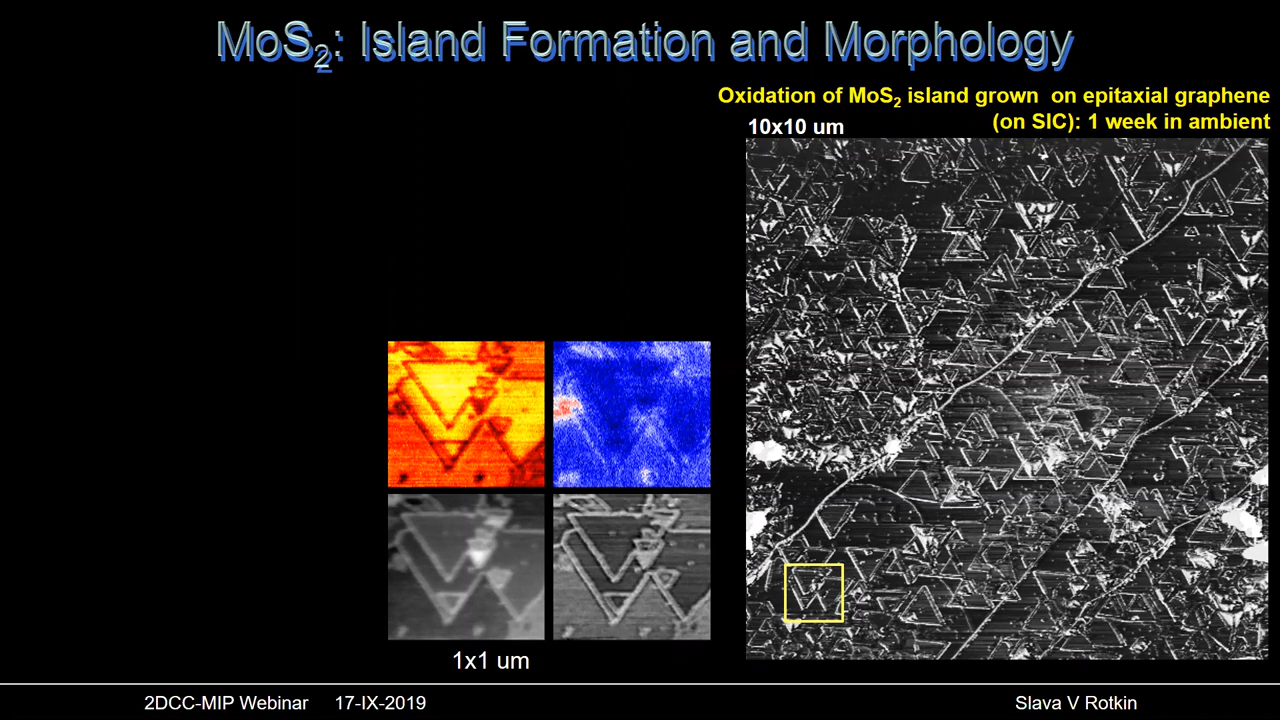 MoS2: Island Formation and Morphology
Oxidation of MoS2 island grown on epitaxial graphene
(on SIC): 1 week in ambient
10x10 um
1x1 um
2DCC-MIP Webinar 17-IX-2019
Slava V Rotkin